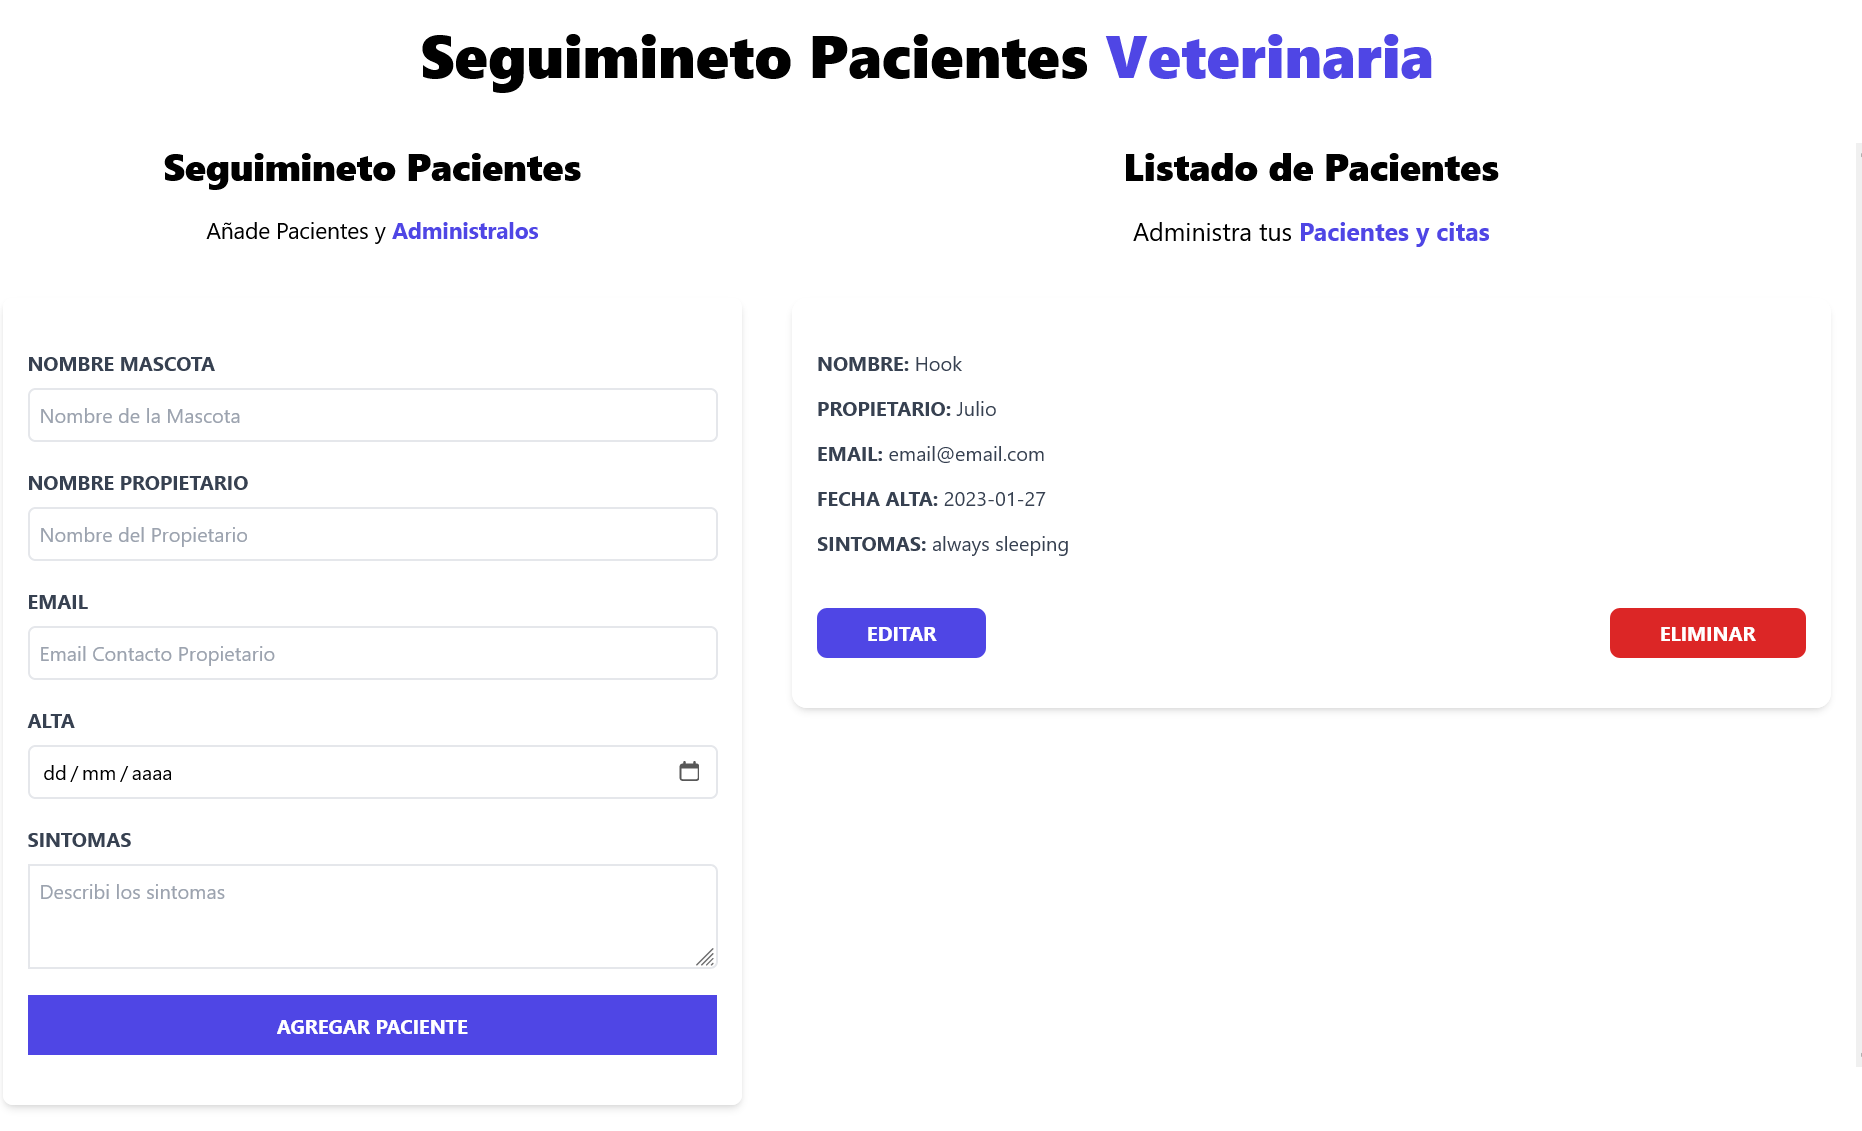 Seguimineto Pacientes Veterinaria
Seguimineto Pacientes
Añade Pacientes y Administralos
NOMBRE MASCOTA
Nombre de la Mascota
NOMBRE PROPIETARIO
Nombre del Propietario
EMAIL
Email Contacto Propietario
ALTA
dd/mm/aaaa
SINTOMAS
Describi los sintomas
AGREGAR PACIENTE
Listado de Pacientes
Administra tus Pacientes y citas
NOMBRE: Hook
PROPIETARIO: Julio
EMAIL: email@email.com
FECHA ALTA: 2023-01-27
SINTOMAS: always sleeping
EDITAR
ELIMINAR